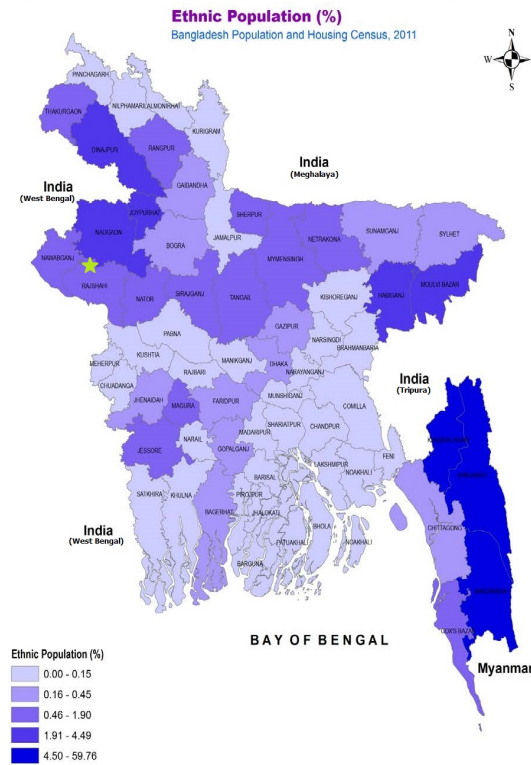 Ethnic Population (%)
Bangladesh Population and Housing Census, 2011
N
W
E
S
PANCHAGARH
THAKURGAON
NILPHAMARI
LALMONIRHAT
KURIGRAM
DINAJPUR
RANGPUR
India
(Meghalaya)
India
(West Bengal)
GAIBANDHA
JOYPURHAT
SHERPUR
NAOGAON
BOGRA
JAMALPUR
NETRAKONA
SUNAMGANJ
SYLHET
NAWABGANJ
MYMENSINGH
RAJSHAHI
NATOR
SIRAJGANJ
TANGAIL
KISHOREGANJ
HABIGANJ
MOULVI BAZAR
PABNA
GAZIPUR
NARSINGDI
BRAHMANBARIA
MEHERPUR
KUSHTIA
MANIKGANJ
DHAKA
RAJBARI
NARAYANGANJ
CHUADANGA
India
(Tripura)
JHENAIDAH
MAGURA
FARIDPUR
MUNSHIGANJ
COMILLA
SHARIATPUR
CHANDPUR
MADARIPUR
JESSORE
NARAIL
GOPALGANJ
FENI
LAKSHMIPUR
NOAKHALI
BARISAL
SATKHIRA
KHULNA
PIROJPUR
BAGERHAT
JHALOKATI
BHOLA
CHITTAGONG
India
(West Bengal)
PATUAKHALI
NOAKHALI
BARGUNA
COX'S BAZAR
BAY OF BENGAL
Myanmar
Ethnic Population (%)
0.00 - 0.15
0.16 - 0.45
0.46 - 1.90
1.91 - 4.49
4.50 - 59.76